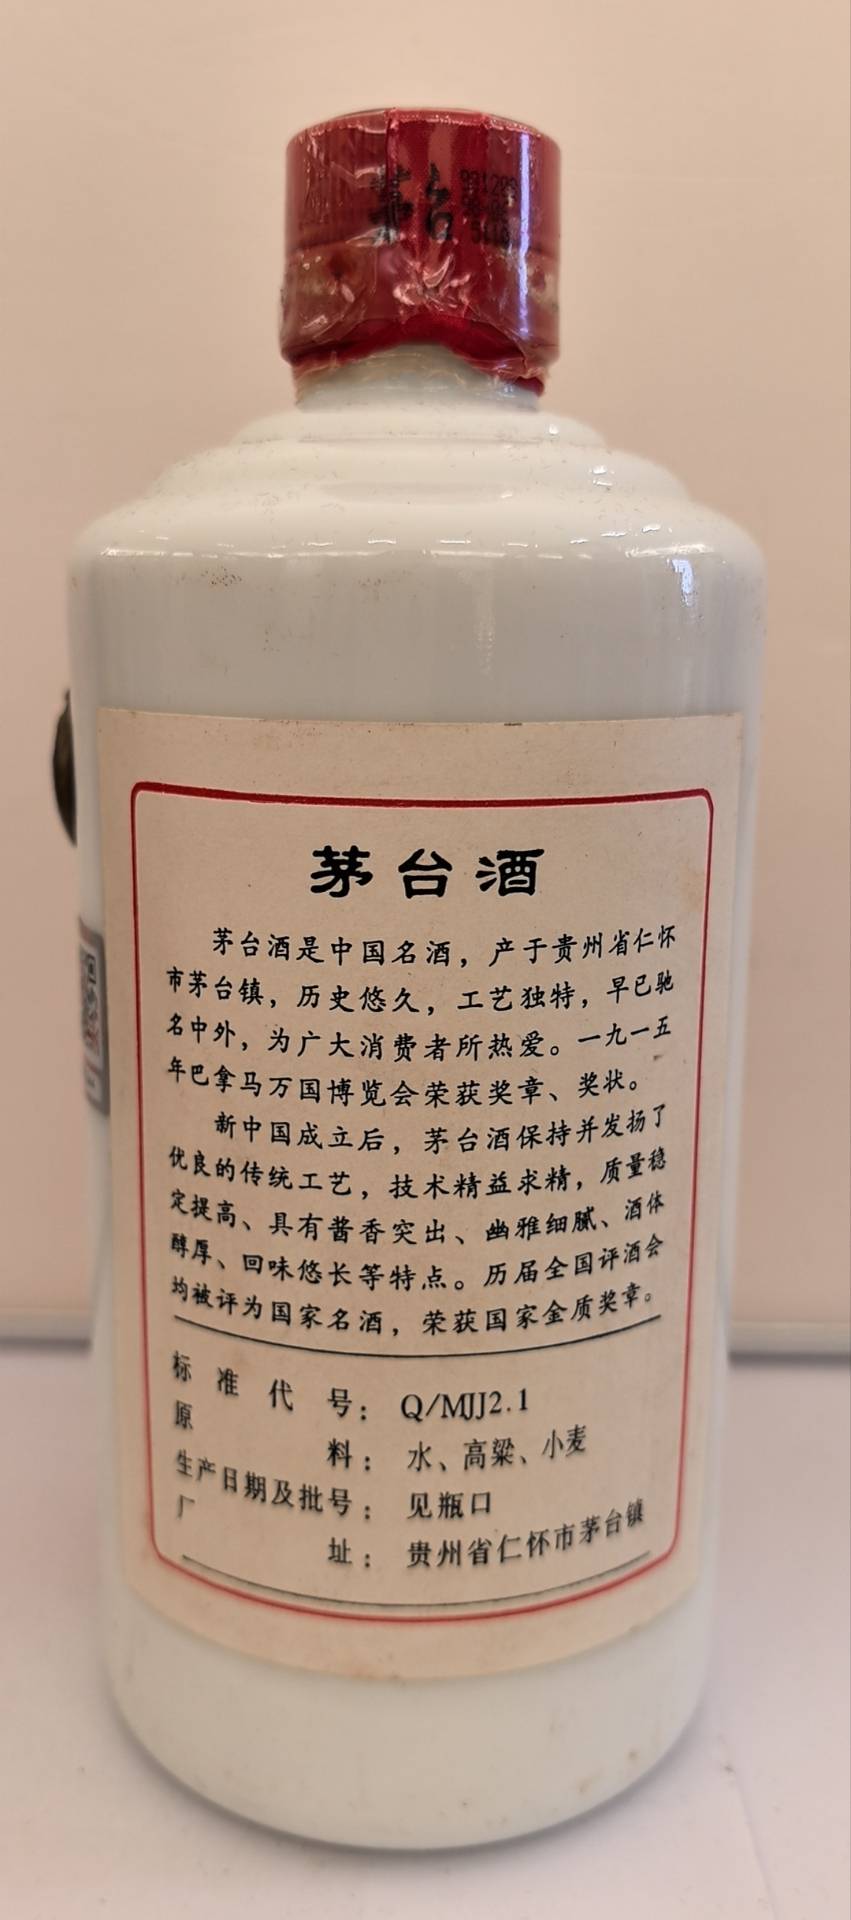 茅台
茅台酒
茅台酒是中国名酒，产于贵州省仁怀
市茅台镇，历史悠久，工艺独特，早已驰
名中外，为广大消费者所热爱。一九一五
年巴拿马万国博览会荣获奖章、奖状。
新中国成立后，茅台酒保持并发扬了
优良的传统工艺，技术精益求精，质量稳
定提高、具有酱香突出、幽雅细腻、酒体
醇厚、回味悠长等特点。历届全国评酒会
均被评为国家名酒，荣获国家金质奖章。
标准代号：Q/MJJ2.1
原料：水、高粱、小麦
生产日期及批号：见瓶口
厂址：贵州省仁怀市茅台镇